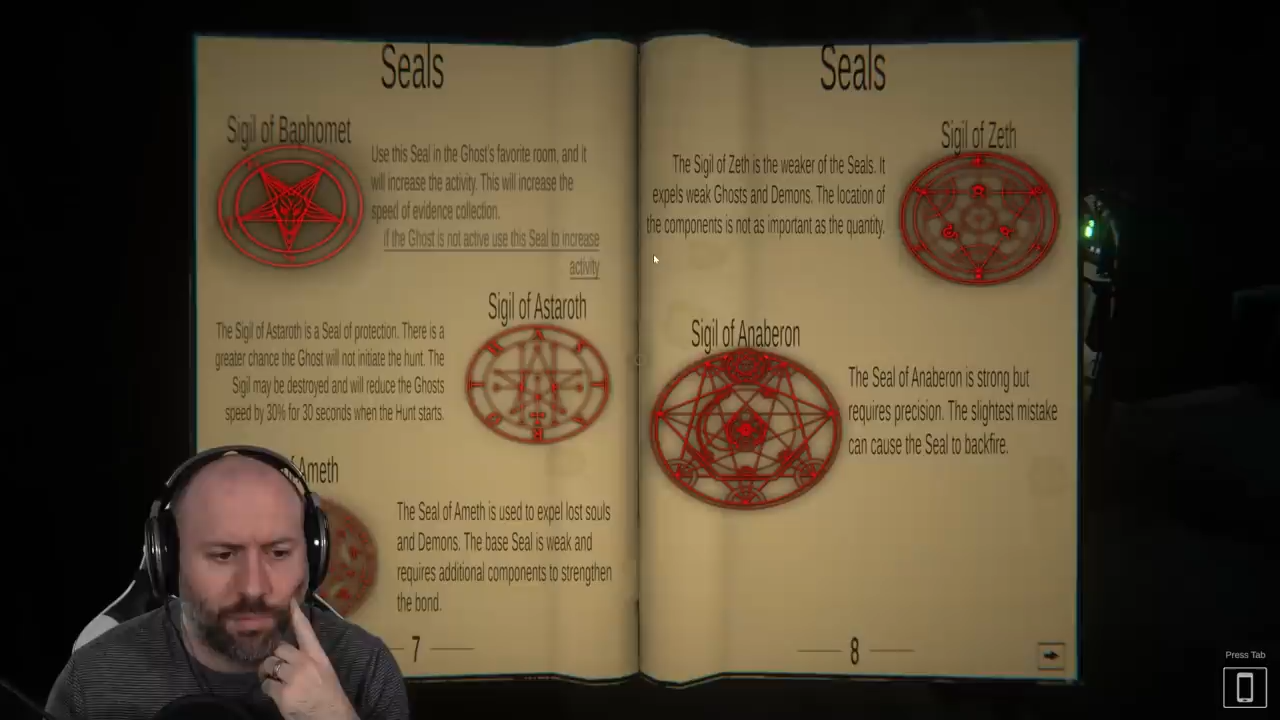 Seals
Sigil of Baphomet
Use this Seal in the Ghost's favorite room, and it
will increase the activity. This will increase the
speed of evidence collection.
if the Ghost is not active use this Seal to increase
activity
Sigil of Astaroth
The Sigil of Astaroth is a Seal of protection. There is a
greater chance the Ghost will not initiate the hunt. The
Sigil may be destroyed and will reduce the Ghosts
speed by 30% for 30 seconds when the Hunt starts.
Ameth
The Seal of Ameth is used to expel lost souls
and Demons. The base Seal is weak and
requires additional components to strengthen
the bond.
7
Seals
Sigil of Zeth
The Sigil of Zeth is the weaker of the Seals. It
expels weak Ghosts and Demons. The location of
the components is not as important as the quantity.
Sigil of Anaberon
The Seal of Anaberon is strong but
requires precision. The slightest mistake
can cause the Seal to backfire.
8
Press Tab